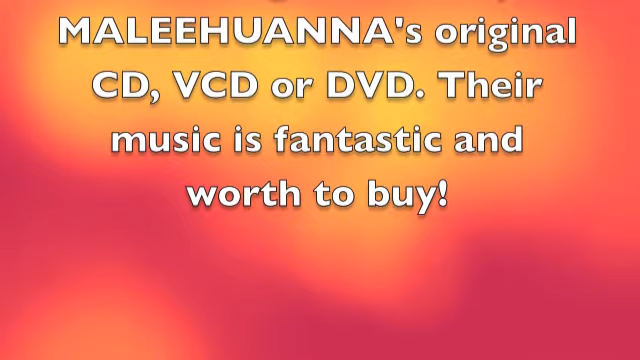 MALEEHUANNA's original
CD, VCD or DVD. Their
music is fantastic and
worth to buy!